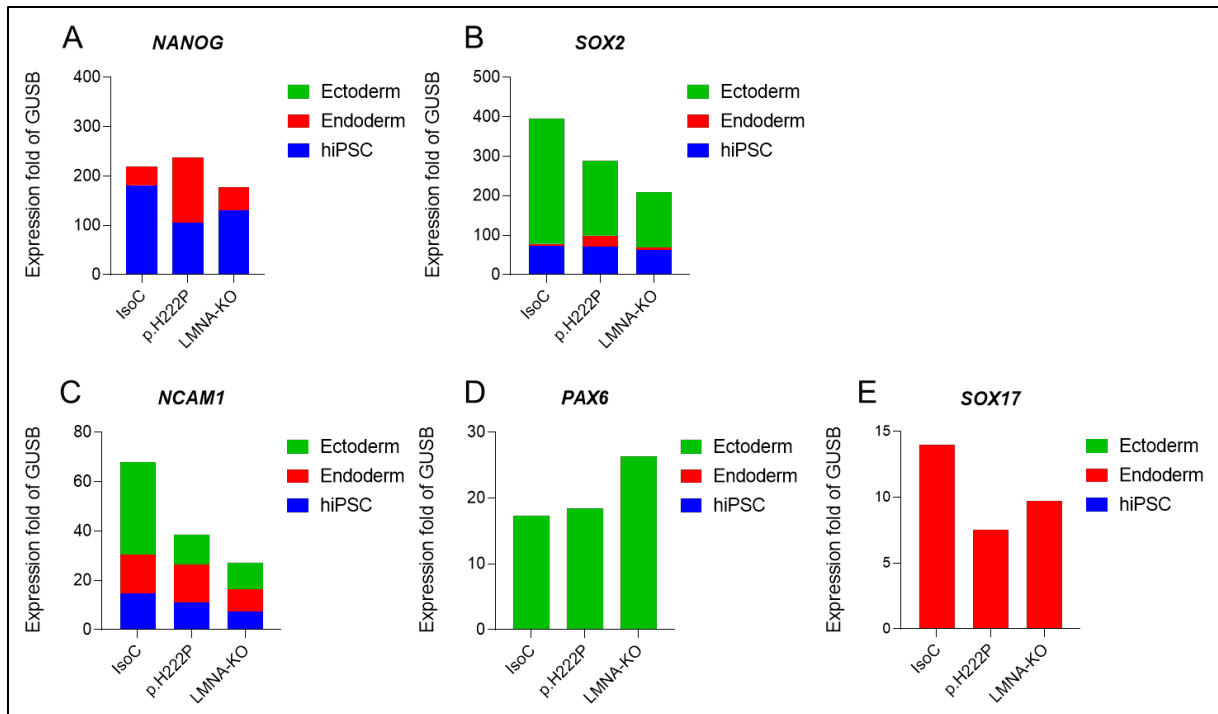 A
NANOG
Expression fold of GUSB
400
300
200
100
0
IsoC
p.H222P
LMNA-KO
Ectoderm
Endoderm
hiPSC
B
SOX2
Expression fold of GUSB
500
400
300
200
100
0
IsoC
p.H222P
LMNA-KO
Ectoderm
Endoderm
hiPSC
C
NCAM1
Expression fold of GUSB
80
60
40
20
0
IsoC
p.H222P
LMNA-KO
Ectoderm
Endoderm
hiPSC
D
PAX6
Expression fold of GUSB
30
20
10
0
IsoC
p.H222P
LMNA-KO
Ectoderm
Endoderm
hiPSC
E
SOX17
Expression fold of GUSB
15
10
5
0
IsoC
p.H222P
LMNA-KO
Ectoderm
Endoderm
hiPSC